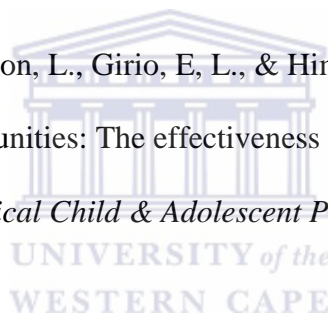 on, L., Girio, E, L., & Hin
unities: The effectiveness
ical Child & Adolescent P
UNIVERSITY of the
WESTERN CAPE